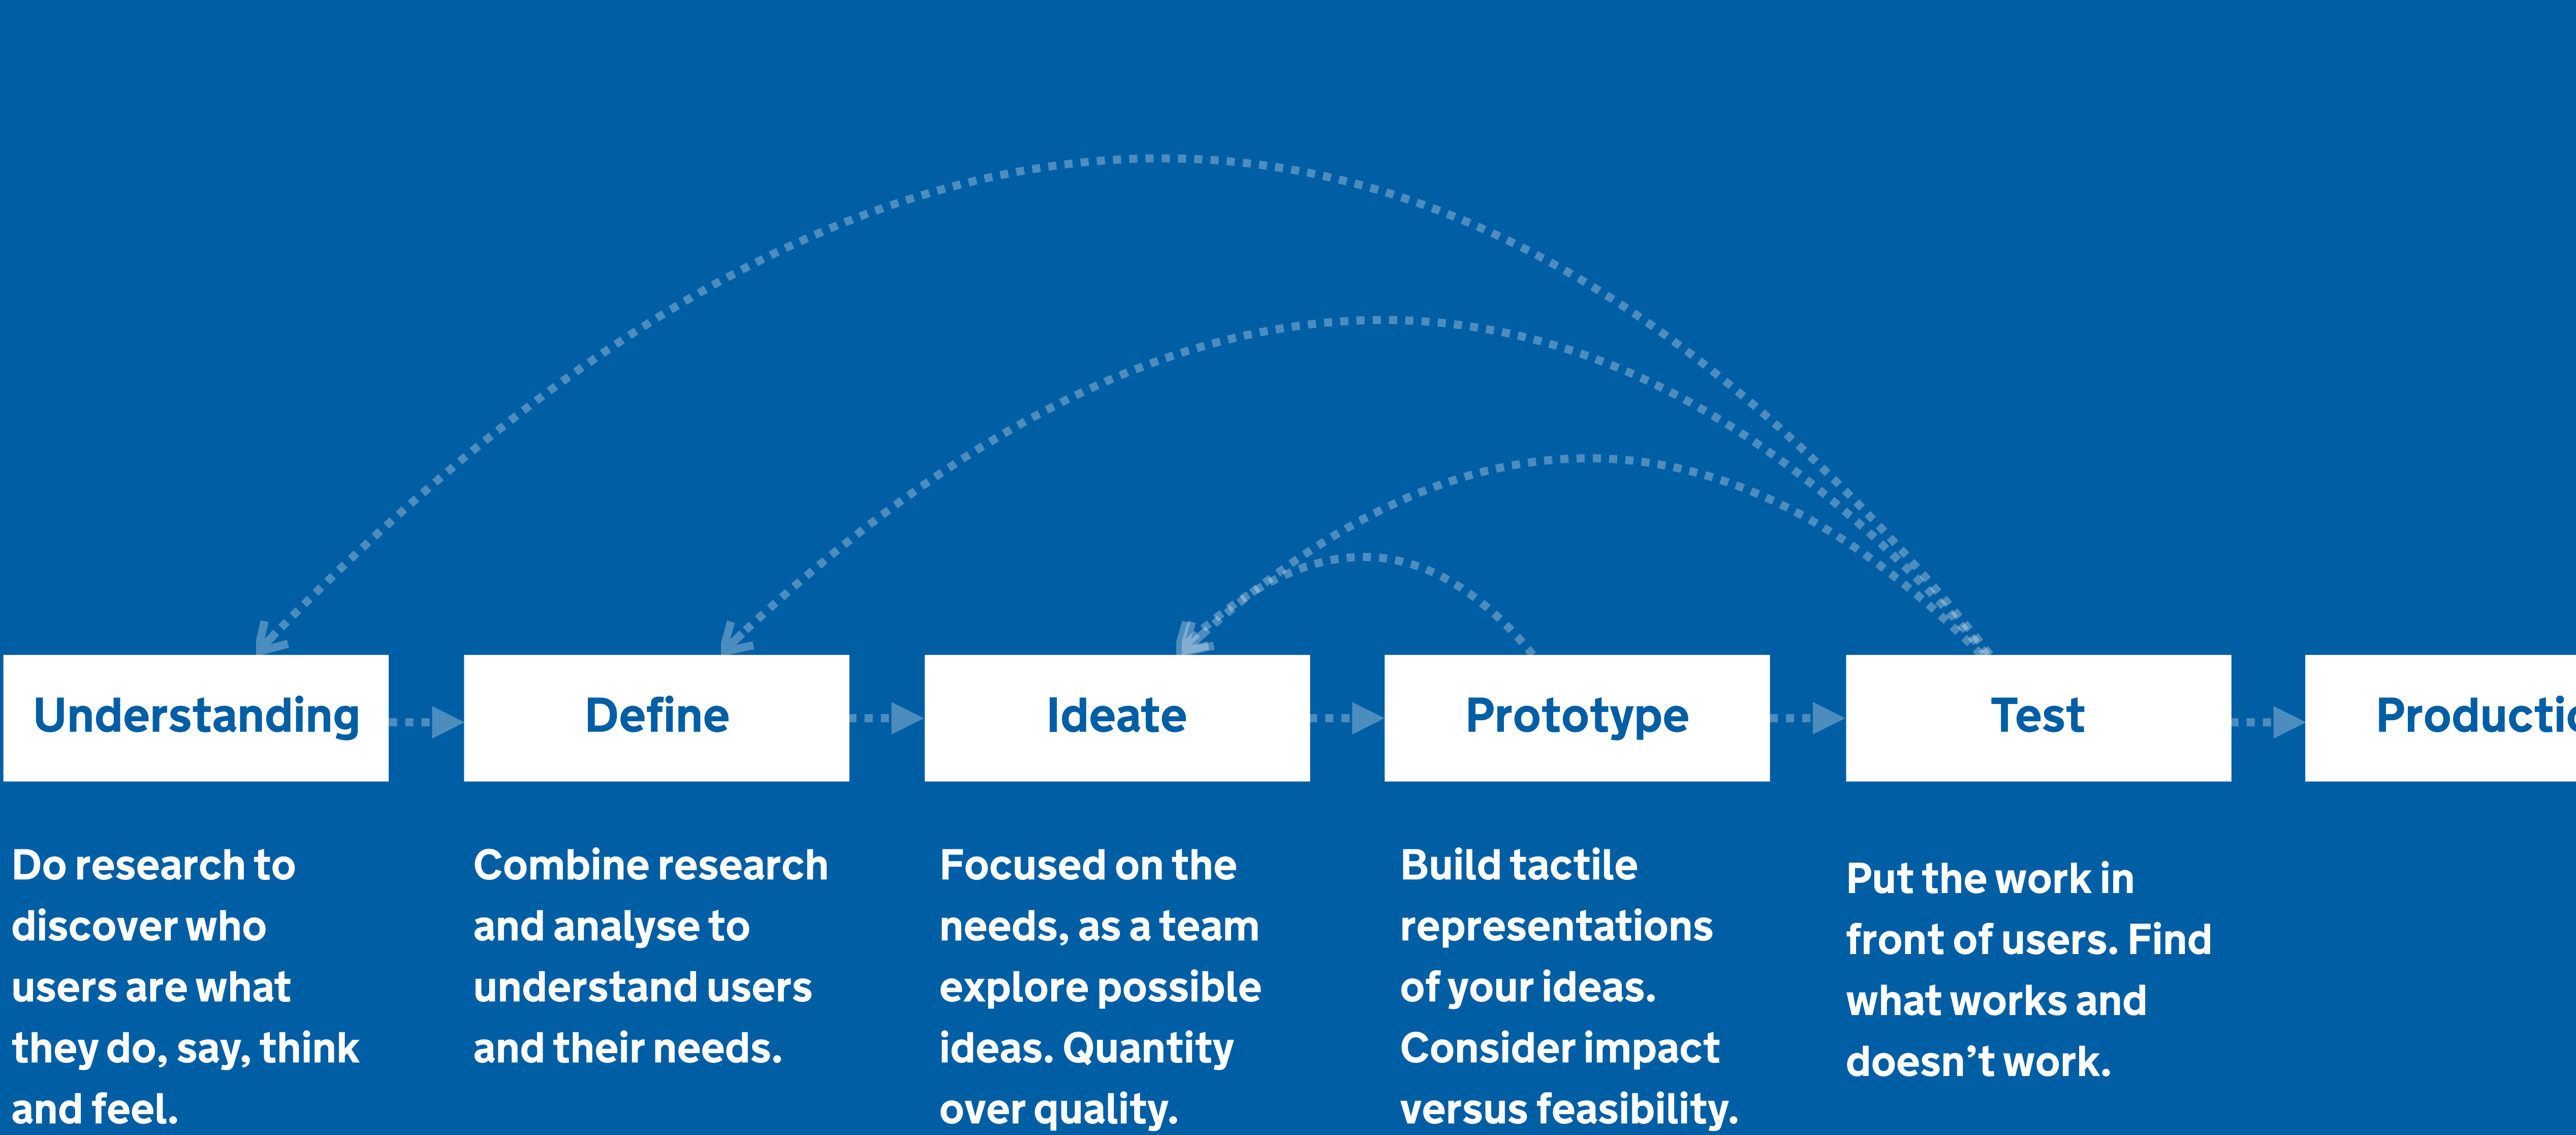 Understanding
Define
Ideate
Prototype
Test
Do research to
discover who
users are what
they do, say, think
and feel.
Combine research
and analyse to
understand users
and their needs.
Focused on the
needs, as a team
explore possible
ideas. Quantity
over quality.
Build tactile
representations
of your ideas.
Consider impact
versus feasibility.
Put the work in
front of users. Find
what works and
doesn’t work.